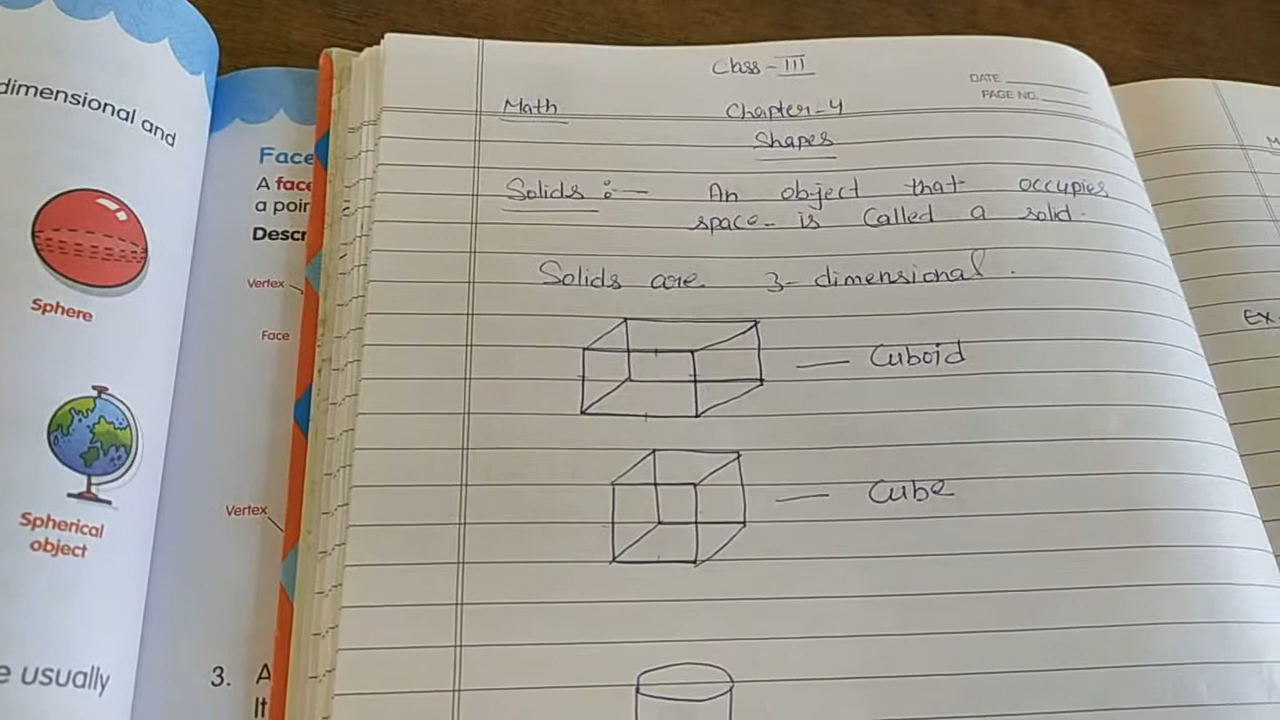 dimensional and
Sphere
Spherical
object
usually
Face
A face
a
Vertex
Face
Vertex
3. A
It
Class - III
DATE
PAGE NO.
Math
Chapter - 4
Shapes
Solids :- An object that occupies
space is called a solid.
Solids are 3-dimensional.
Cuboid
Cube
Ex.